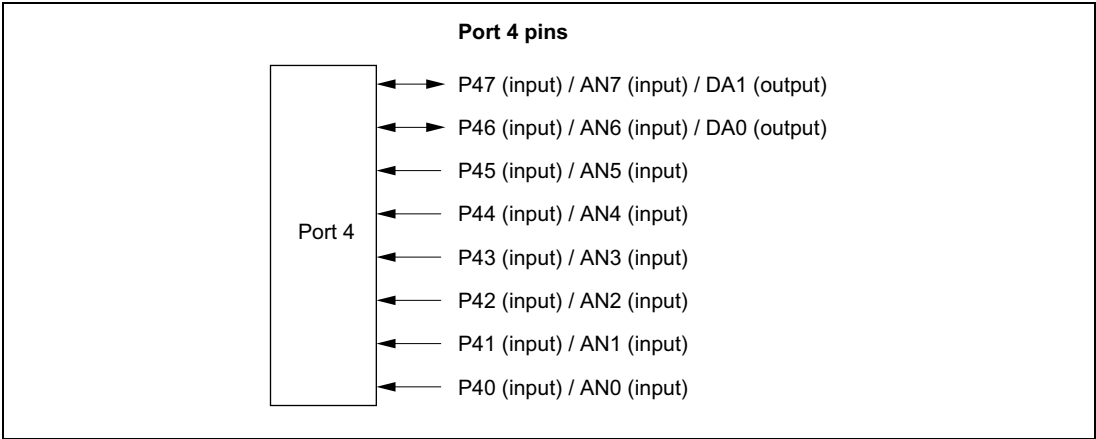 Port 4 pins
P47 (input) / AN7 (input) / DA1 (output)
P46 (input) / AN6 (input) / DA0 (output)
P45 (input) / AN5 (input)
P44 (input) / AN4 (input)
Port 4
P43 (input) / AN3 (input)
P42 (input) / AN2 (input)
P41 (input) / AN1 (input)
P40 (input) / AN0 (input)